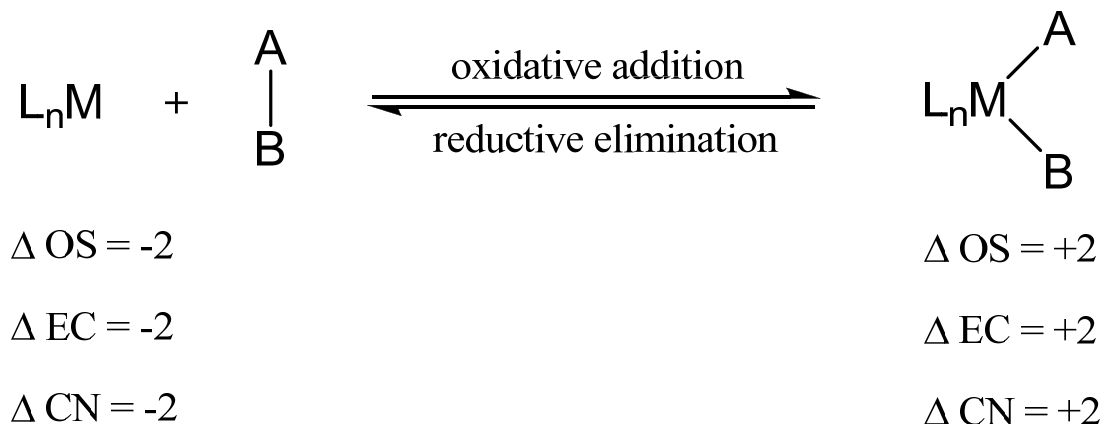 A
oxidative addition
A
LnM + LnM
reductive elimination
B
B
Δ OS = -2 Δ OS = +2
Δ EC = -2 Δ EC = +2
Δ CN = -2 Δ CN = +2